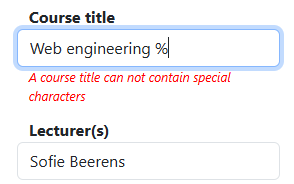 Course title
Web engineering %
A course title can not contain special
characters
Lecturer(s)
Sofie Beerens